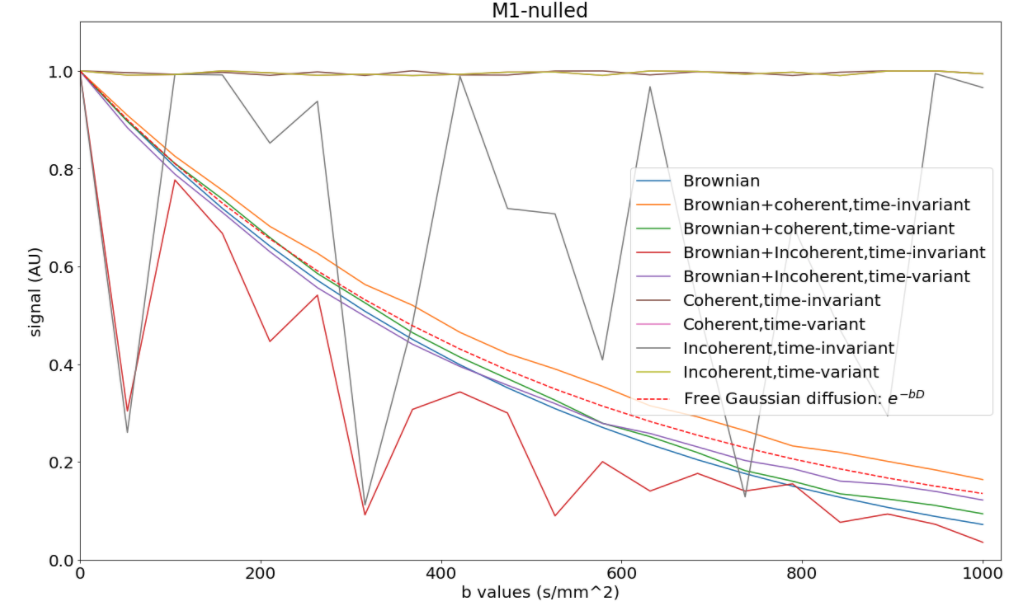 M1-nulled
signal (AU)
1.0
0.8
0.6
0.4
0.2
0.0
Brownian
Brownian+coherent,time-invariant
Brownian+coherent,time-variant
Brownian+Incoherent,time-invariant
Brownian+Incoherent,time-variant
Coherent,time-invariant
Coherent,time-variant
Incoherent,time-invariant
Incoherent,time-variant
Free Gaussian diffusion: e^{-bD}
0 200 400 600 800 1000
b values (s/mm^2)